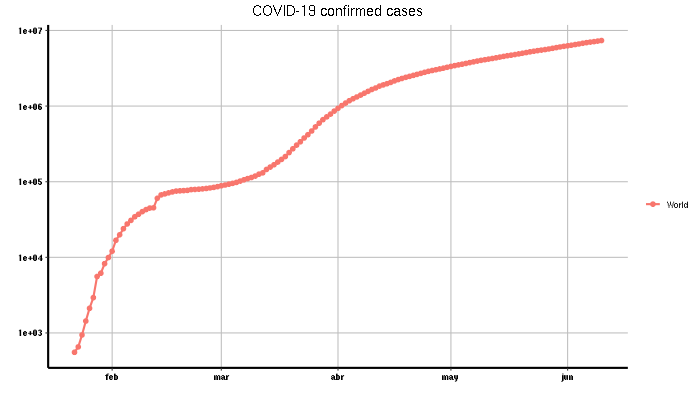 COVID-19 confirmed cases
1e+07
1e+06
1e+05
1e+04
1e+03
feb mar abr may jun
World